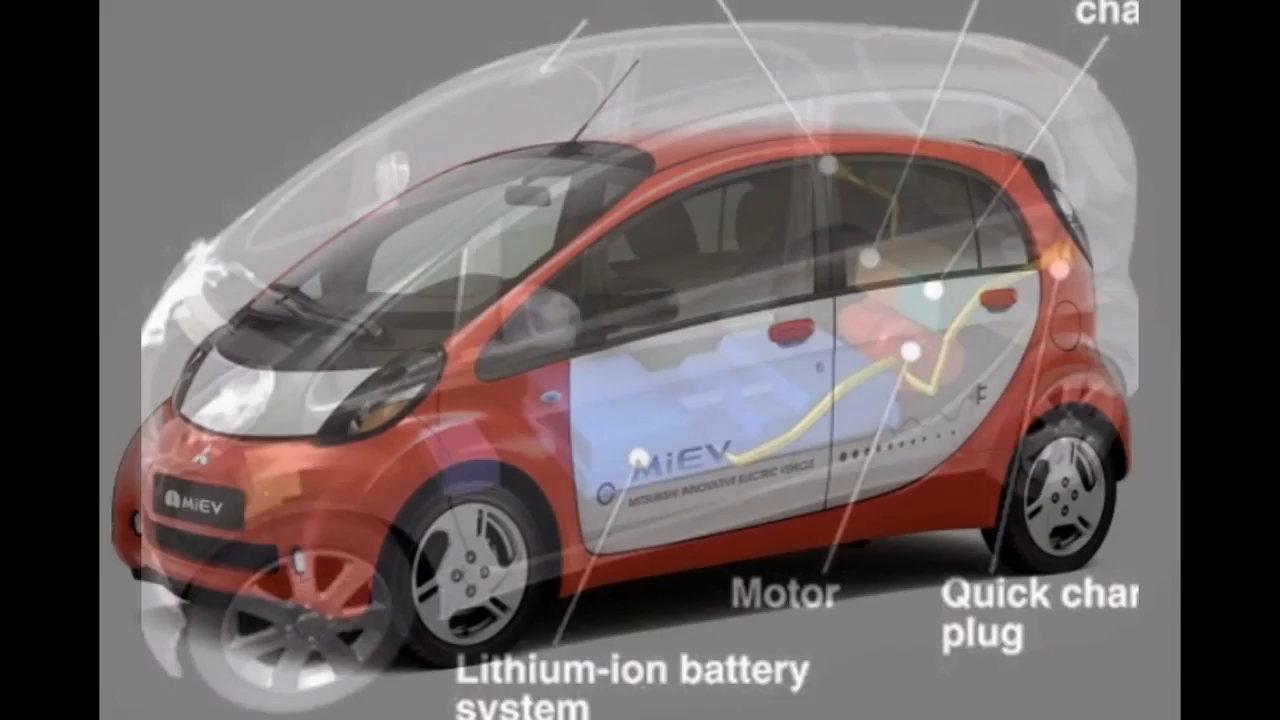 cha
MiEV
MITSUBISHI INNOVATIVE ELECTRIC VEHICLE
MiEV
Motor
Quick char
plug
Lithium-ion battery
system